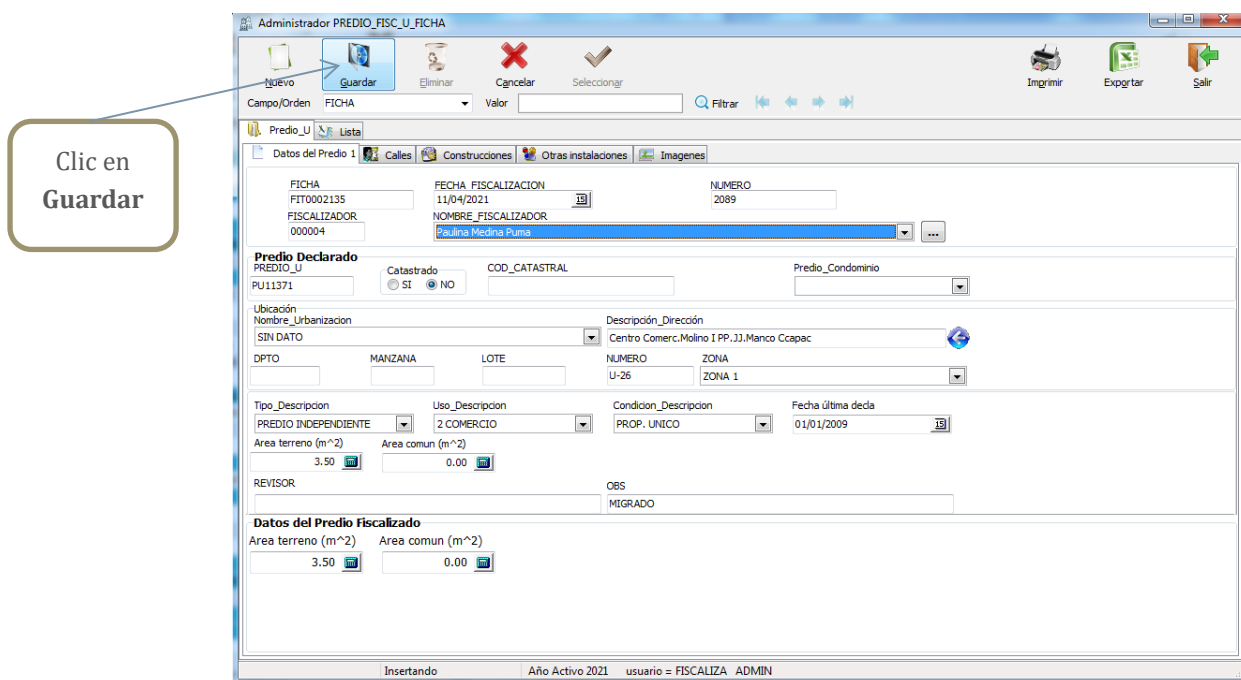 Administrador PREDIO_FISC_U_FICHA
Nuevo Guardar Eliminar Cancelar Seleccionar Imprimir Exportar Salir
Campo/Orden FICHA Valor Filtrar
Predio_U Lista
Datos del Predio 1 Calles Construcciones Otras instalaciones Imagenes
Clic en
Guardar
FICHA FECHA_FISCALIZACION NUMERO
FIT0002135 11/04/2021 15 2089
FISCALIZADOR NOMBRE_FISCALIZADOR
000004 Paulina Medina Puma ...
Predio Declarado
PREDIO_U Catastrado COD_CATASTRAL Predio_Condominio
PU11371 SI NO
Ubicación
Nombre_Urbanizacion Descripción_Dirección
SIN DATO Centro Comerc.Molino I PP.JJ.Manco Ccapac
DPTO MANZANA LOTE NUMERO ZONA
U-26 ZONA 1
Tipo_Descripcion Uso_Descripcion Condicion_Descripcion Fecha última decla
PREDIO INDEPENDIENTE 2 COMERCIO PROP. UNICO 01/01/2009 15
Area terreno (m^2) Area comun (m^2)
3.50 0.00
REVISOR OBS
MIGRADO
Datos del Predio Fiscalizado
Area terreno (m^2) Area comun (m^2)
3.50 0.00
Insertando Año Activo 2021 usuario = FISCALIZA ADMIN